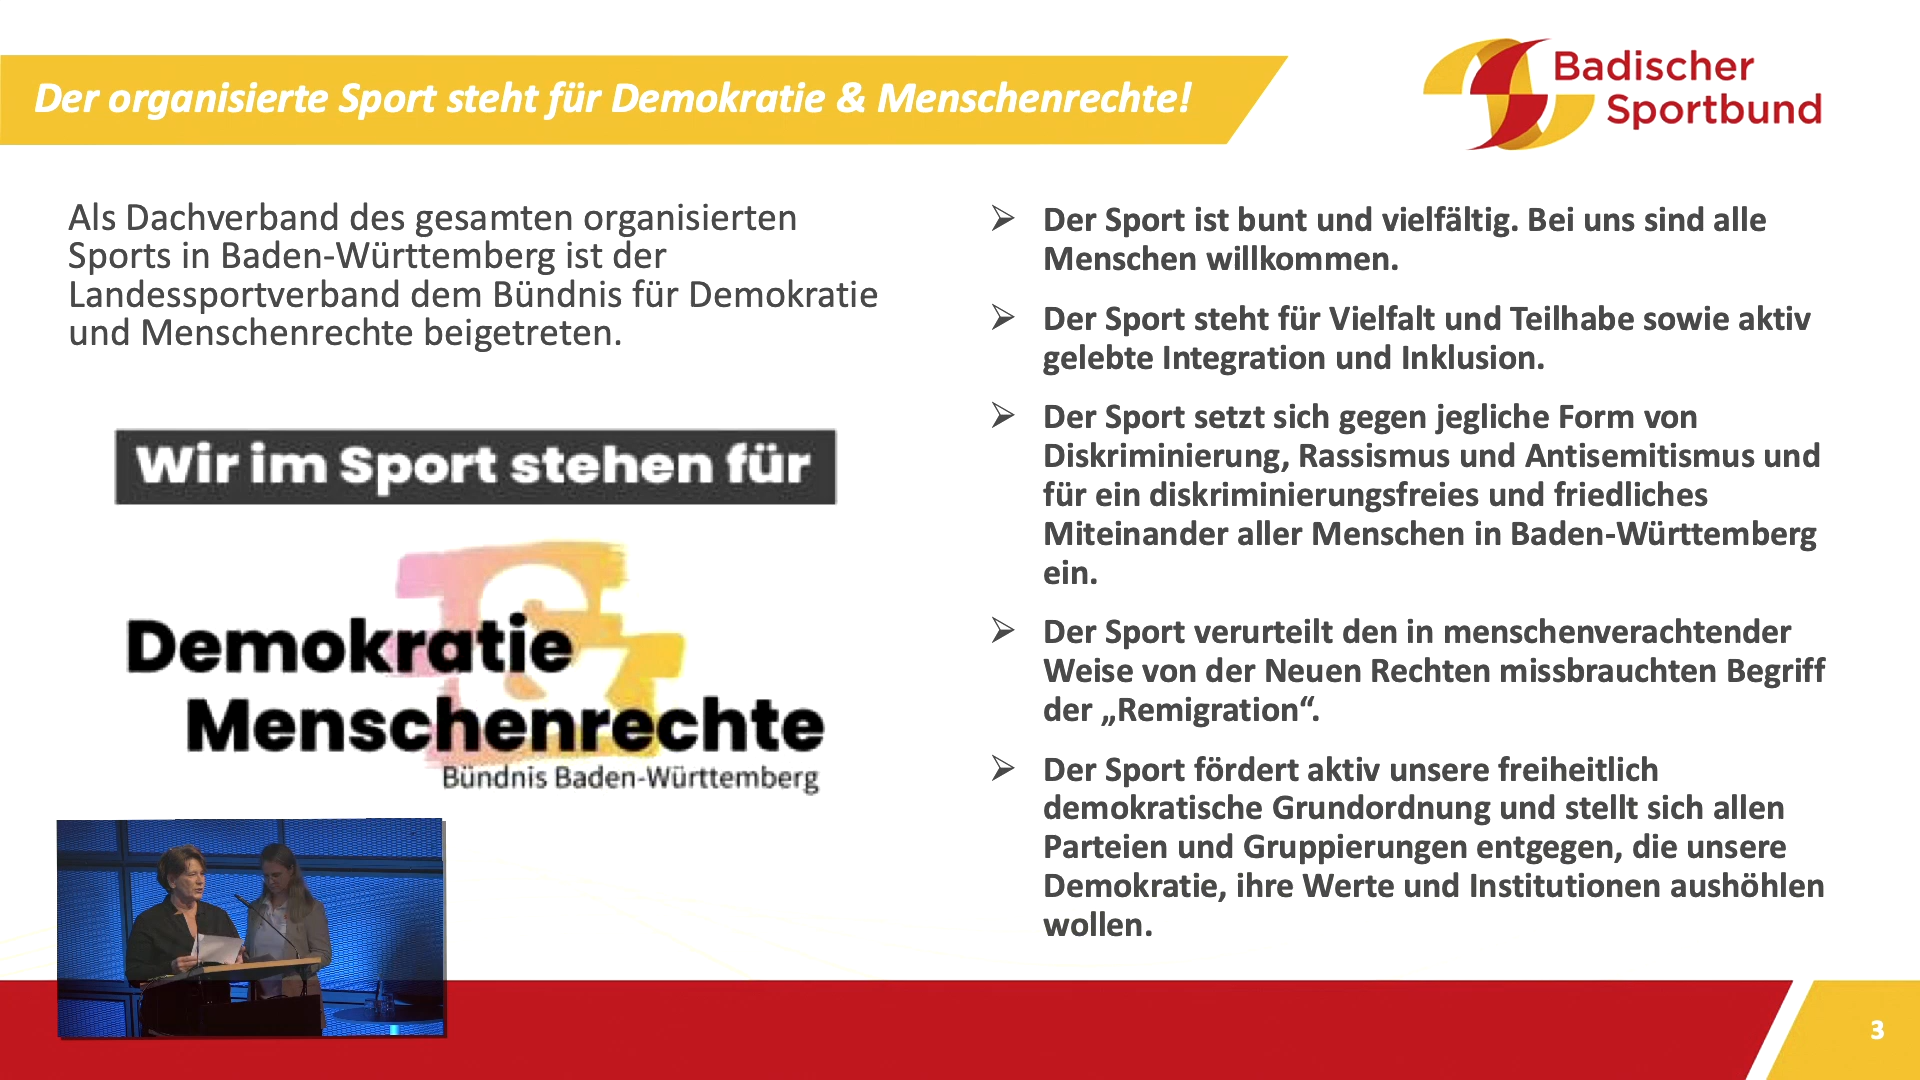 Der organisierte Sport steht für Demokratie & Menschenrechte!
Badischer
Sportbund
Als Dachverband des gesamten organisierten
Sports in Baden-Württemberg ist der
Landessportverband dem Bündnis für Demokratie
und Menschenrechte beigetreten.
Wir im Sport stehen für
&
Demokratie
Menschenrechte
Bündnis Baden-Württemberg
➢ Der Sport ist bunt und vielfältig. Bei uns sind alle
Menschen willkommen.
➢ Der Sport steht für Vielfalt und Teilhabe sowie aktiv
gelebte Integration und Inklusion.
➢ Der Sport setzt sich gegen jegliche Form von
Diskriminierung, Rassismus und Antisemitismus und
für ein diskriminierungsfreies und friedliches
Miteinander aller Menschen in Baden-Württemberg
ein.
➢ Der Sport verurteilt den in menschenverachtender
Weise von der Neuen Rechten missbrauchten Begriff
der „Remigration“.
➢ Der Sport fördert aktiv unsere freiheitlich
demokratische Grundordnung und stellt sich allen
Parteien und Gruppierungen entgegen, die unsere
Demokratie, ihre Werte und Institutionen aushöhlen
wollen.
3